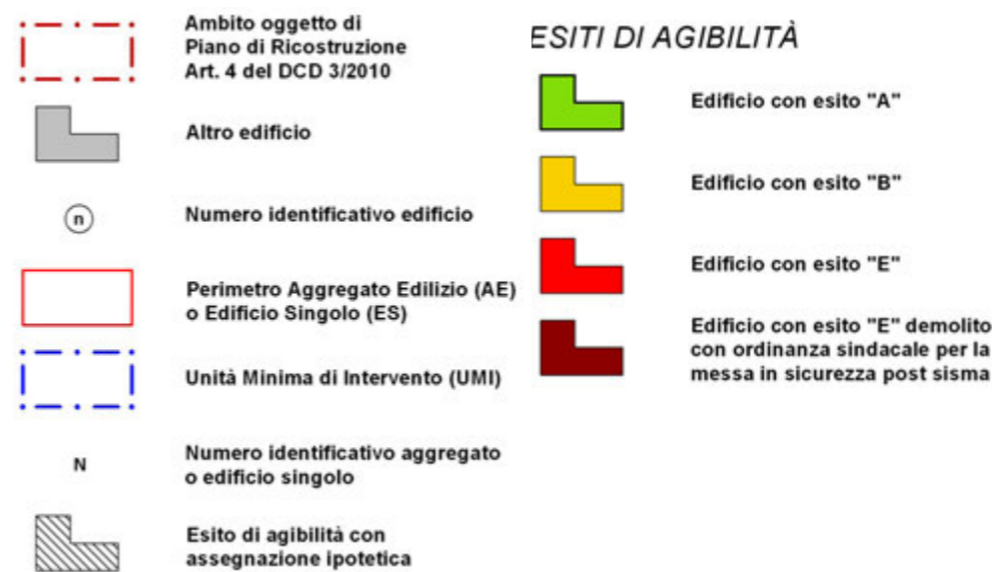 Ambito oggetto di
Piano di Ricostruzione
Art. 4 del DCD 3/2010
Altro edificio
n
Numero identificativo edificio
Perimetro Aggregato Edilizio (AE)
o Edificio Singolo (ES)
Unità Minima di Intervento (UMI)
N
Numero identificativo aggregato
o edificio singolo
Esito di agibilità con
assegnazione ipotetica
ESITI DI AGIBILITÀ
Edificio con esito "A"
Edificio con esito "B"
Edificio con esito "E"
Edificio con esito "E" demolito
con ordinanza sindacale per la
messa in sicurezza post sisma